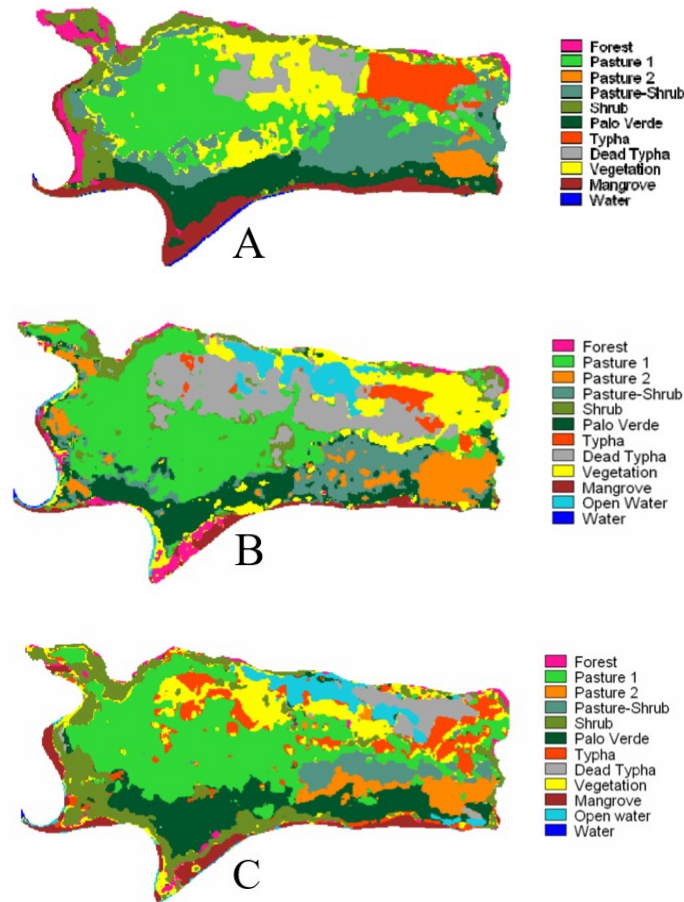 Forest
Pasture 1
Pasture 2
Pasture-Shrub
Shrub
Palo Verde
Typha
Dead Typha
Vegetation
Mangrove
Water
A
Forest
Pasture 1
Pasture 2
Pasture-Shrub
Shrub
Palo Verde
Typha
Dead Typha
Vegetation
Mangrove
Open Water
Water
B
Forest
Pasture 1
Pasture 2
Pasture-Shrub
Shrub
Palo Verde
Typha
Dead Typha
Vegetation
Mangrove
Open water
Water
C